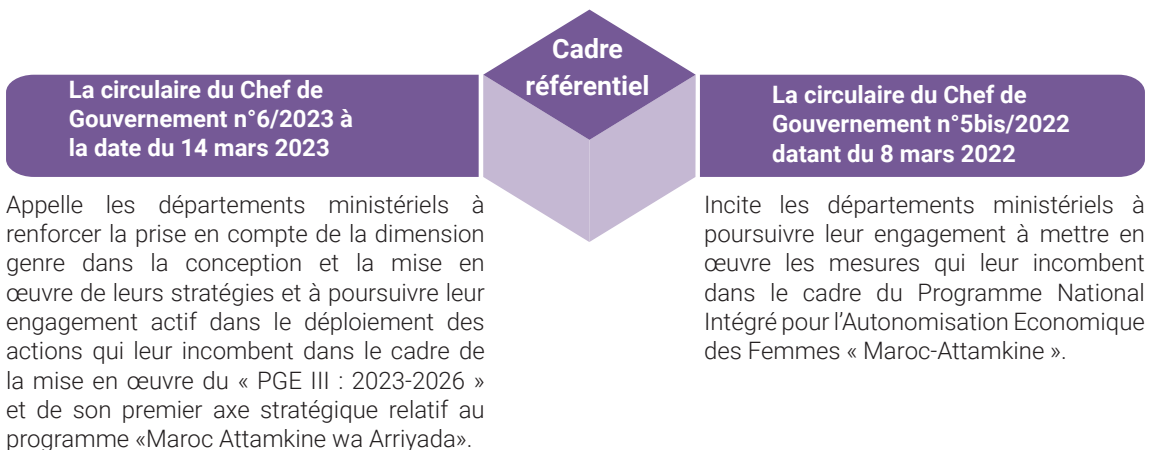 Cadre
référentiel
La circulaire du Chef de
Gouvernement n°6/2023 à
la date du 14 mars 2023
Appelle les départements ministériels à
renforcer la prise en compte de la dimension
genre dans la conception et la mise en
œuvre de leurs stratégies et à poursuivre leur
engagement actif dans le déploiement des
actions qui leur incombent dans le cadre de
la mise en œuvre du « PGE III : 2023-2026 »
et de son premier axe stratégique relatif au
programme «Maroc Attamkine wa Arriyada».
La circulaire du Chef de
Gouvernement n°5bis/2022
datant du 8 mars 2022
Incite les départements ministériels à
poursuivre leur engagement à mettre en
œuvre les mesures qui leur incombent
dans le cadre du Programme National
Intégré pour l’Autonomisation Economique
des Femmes « Maroc-Attamkine ».